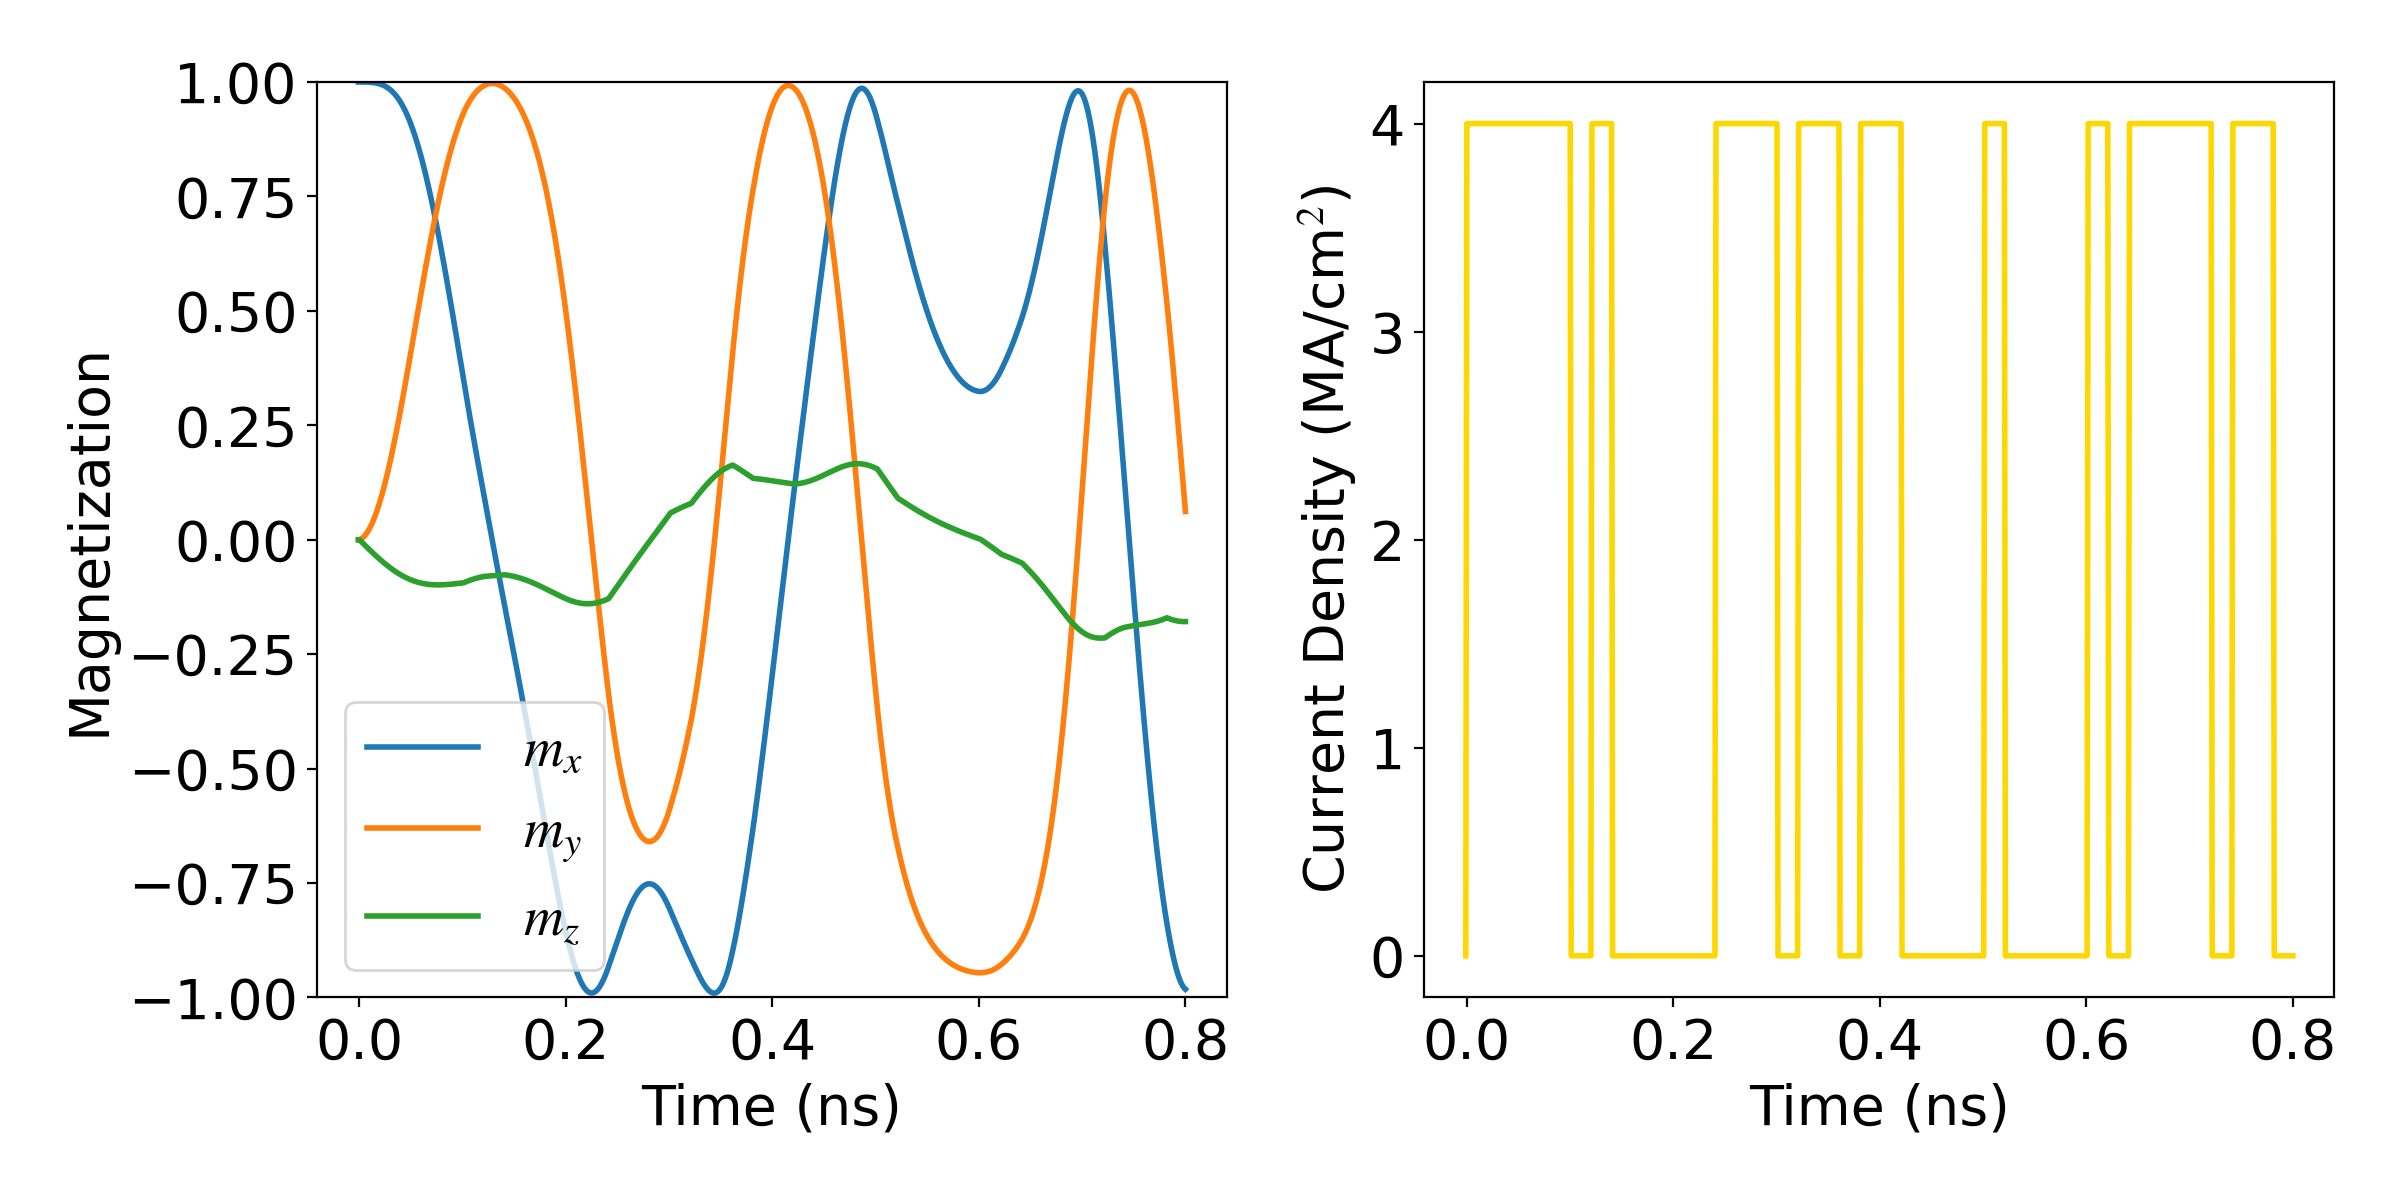 1.00
0.75
0.50
0.25
0.00
−0.25
−0.50
−0.75
−1.00
Magnetization
m_x
m_y
m_z
0.0 0.2 0.4 0.6 0.8
Time (ns)
4
3
2
1
0
Current Density (MA/cm²)
0.0 0.2 0.4 0.6 0.8
Time (ns)